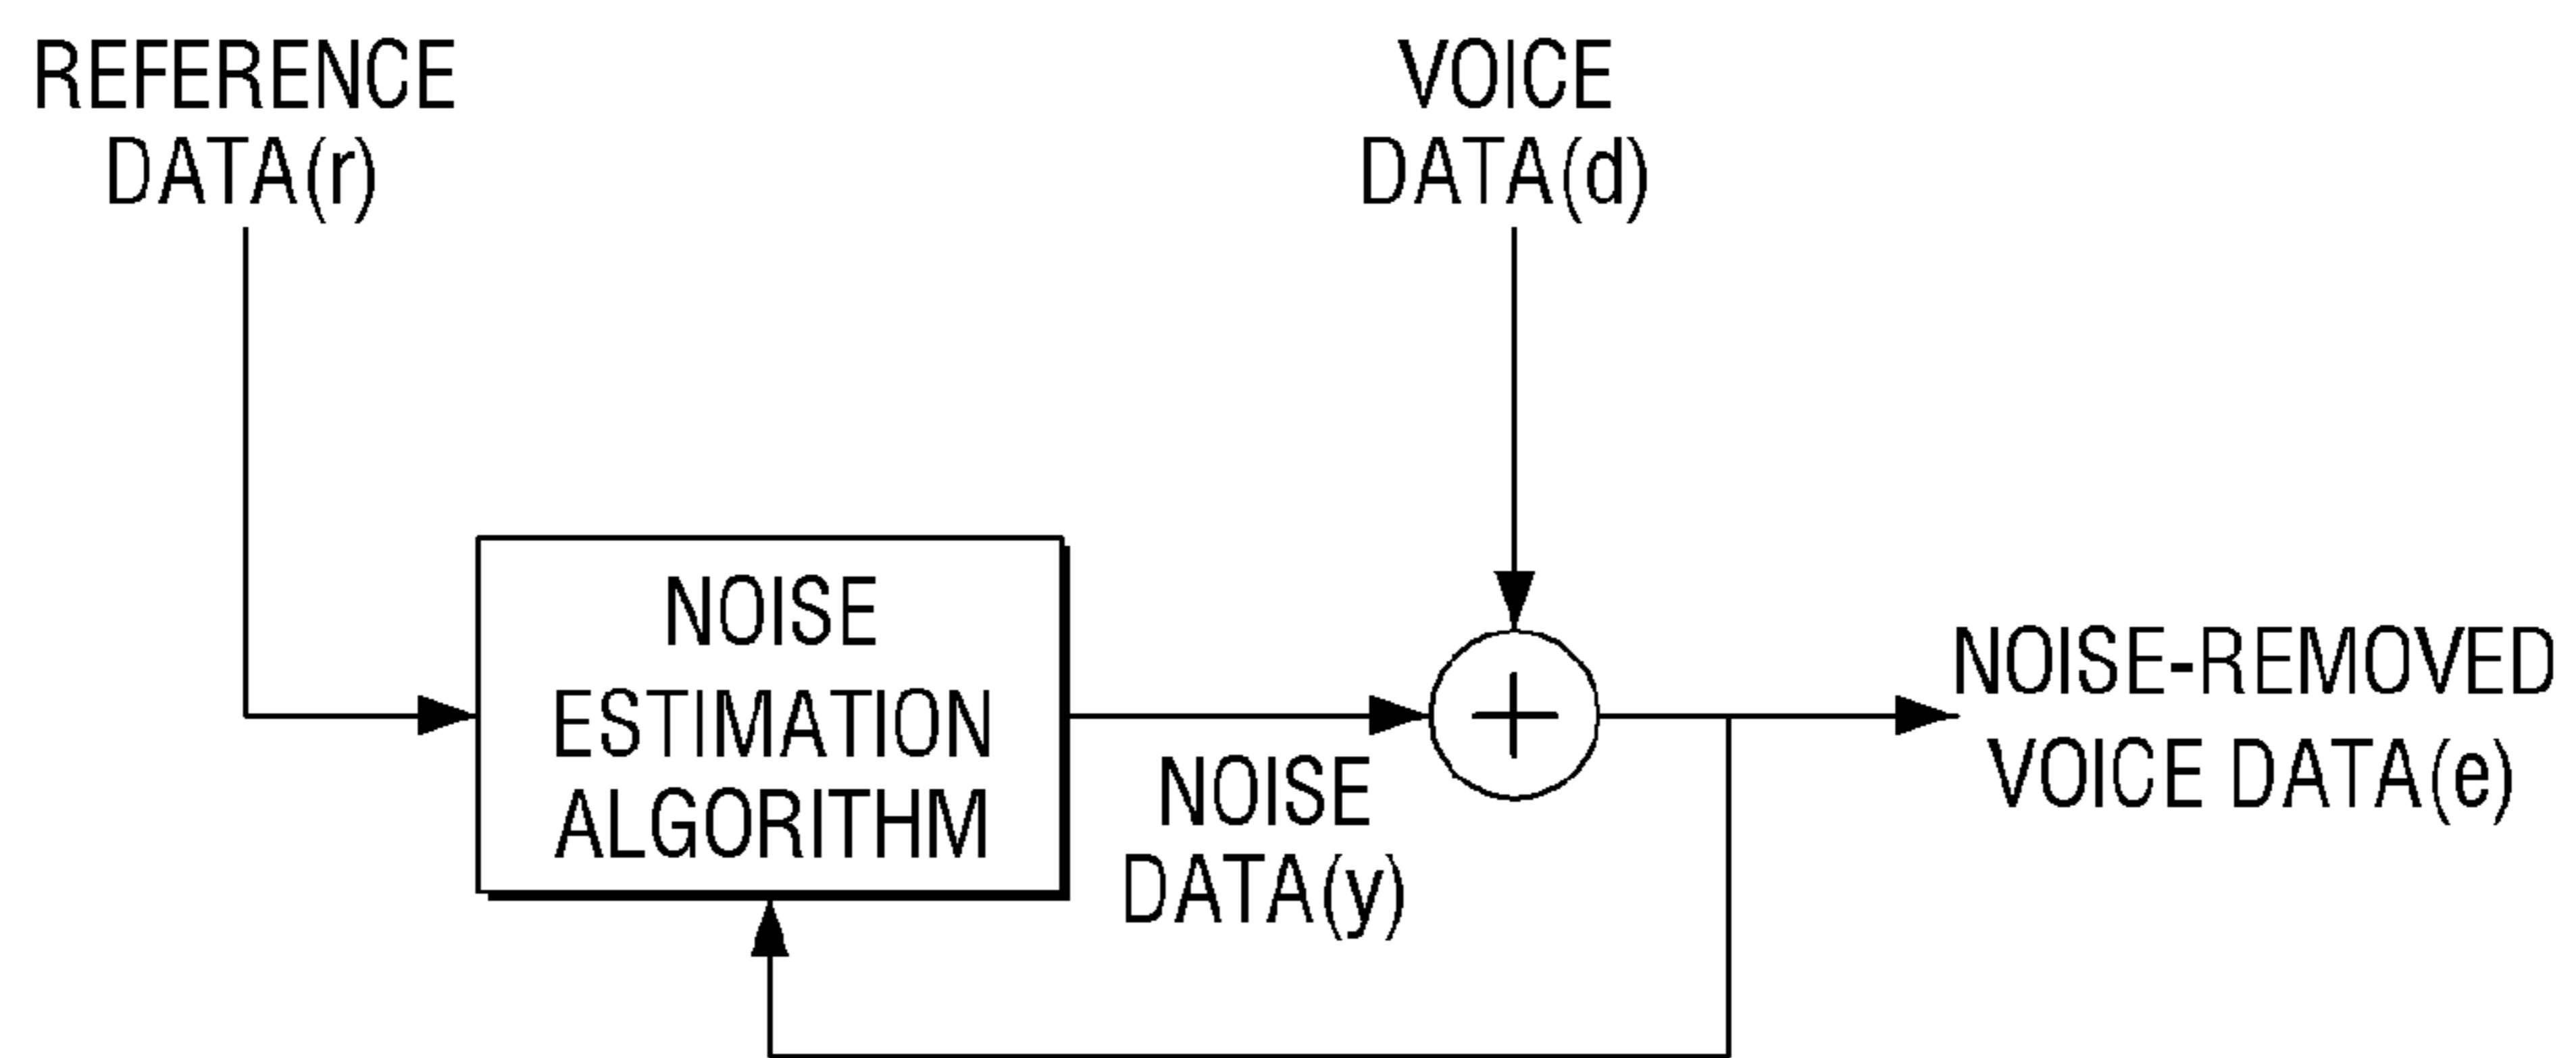 REFERENCE
DATA(r)
VOICE
DATA(d)
NOISE
ESTIMATION
ALGORITHM
NOISE
DATA(y)
+
NOISE-REMOVED
VOICE DATA(e)